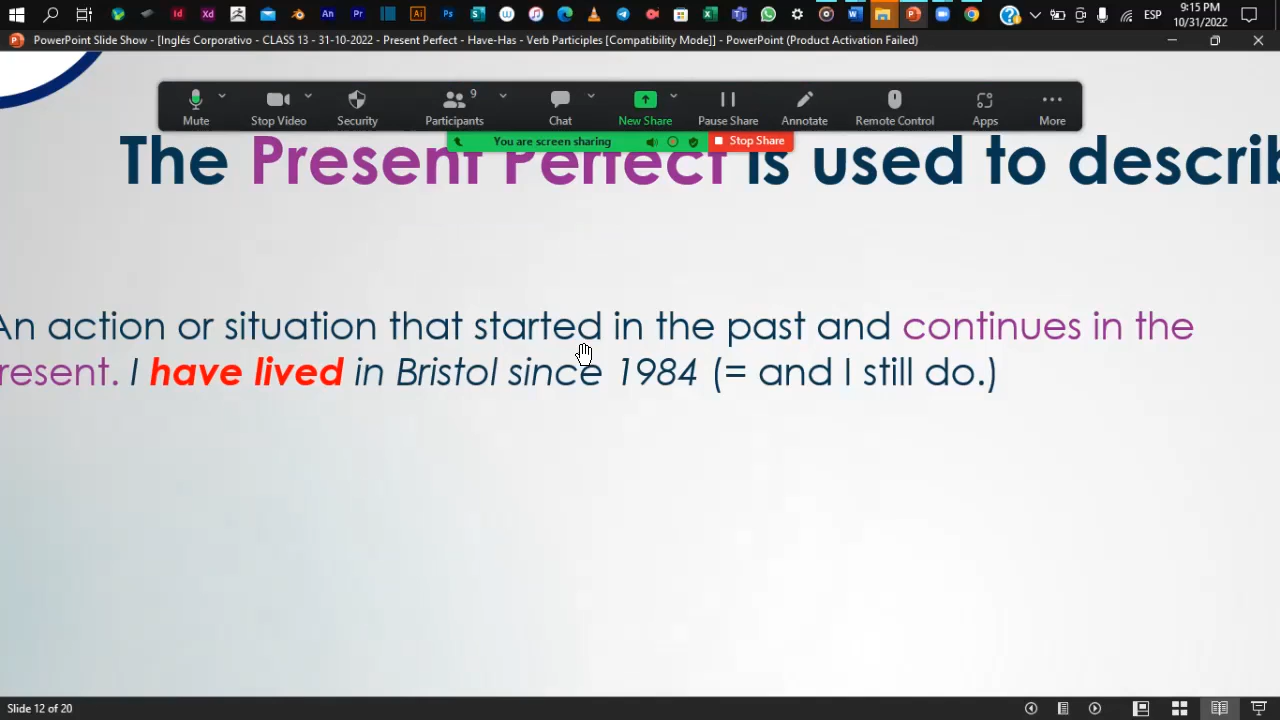 9:15 PM
ESP
10/31/2022
PowerPoint Slide Show - [Inglés Corporativo - CLASS 13 - 31-10-2022 - Present Perfect - Have-Has - Verb Participles [Compatibility Mode]] - PowerPoint (Product Activation Failed)
9
Mute
Stop Video
Security
Participants
Chat
New Share
Pause Share
Annotate
Remote Control
Apps
More
You are screen sharing
Stop Share
The Present Perfect is used to describ
An action or situation that started in the past and continues in the
resent. I have lived in Bristol since 1984 (= and I still do.)
Slide 12 of 20